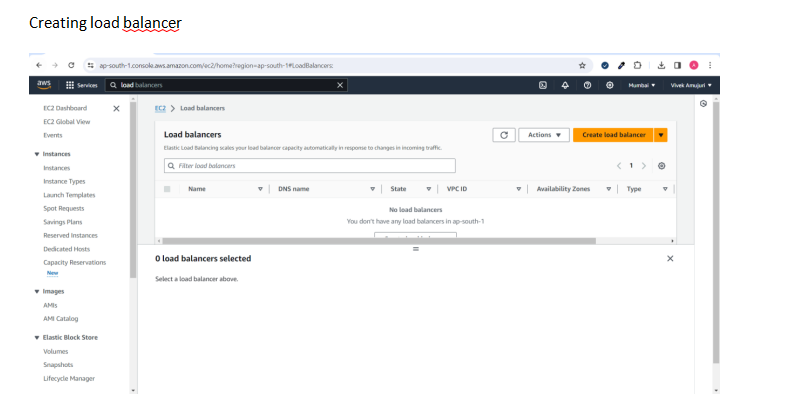 Creating load balancer
ap-south-1.console.aws.amazon.com/ec2/home?region=ap-south-1#LoadBalancers:
aws Services load balancers Mumbai Vivek Amujuri
EC2 Dashboard
EC2 Global View
Events
Instances
Instances
Instance Types
Launch Templates
Spot Requests
Savings Plans
Reserved Instances
Dedicated Hosts
Capacity Reservations
New
Images
AMIs
AMI Catalog
Elastic Block Store
Volumes
Snapshots
Lifecycle Manager
EC2 > Load balancers
Load balancers
Actions
Create load balancer
Elastic Load Balancing scales your load balancer capacity automatically in response to changes in incoming traffic.
Filter load balancers
1
Name DNS name State VPC ID Availability Zones Type
No load balancers
You don't have any load balancers in ap-south-1
0 load balancers selected
Select a load balancer above.